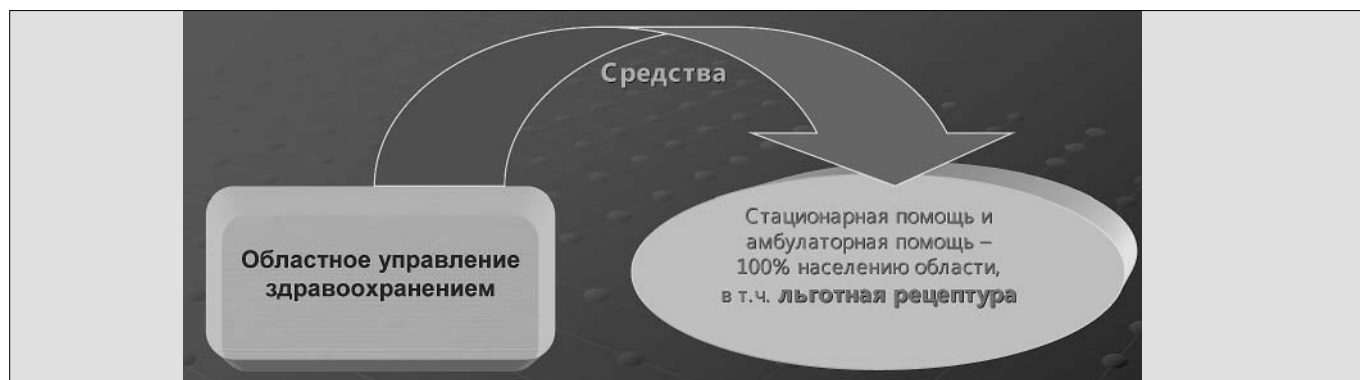 Средства
Областное управление
здравоохранением
Стационарная помощь и
амбулаторная помощь –
100% населению области,
в т.ч. льготная рецептура